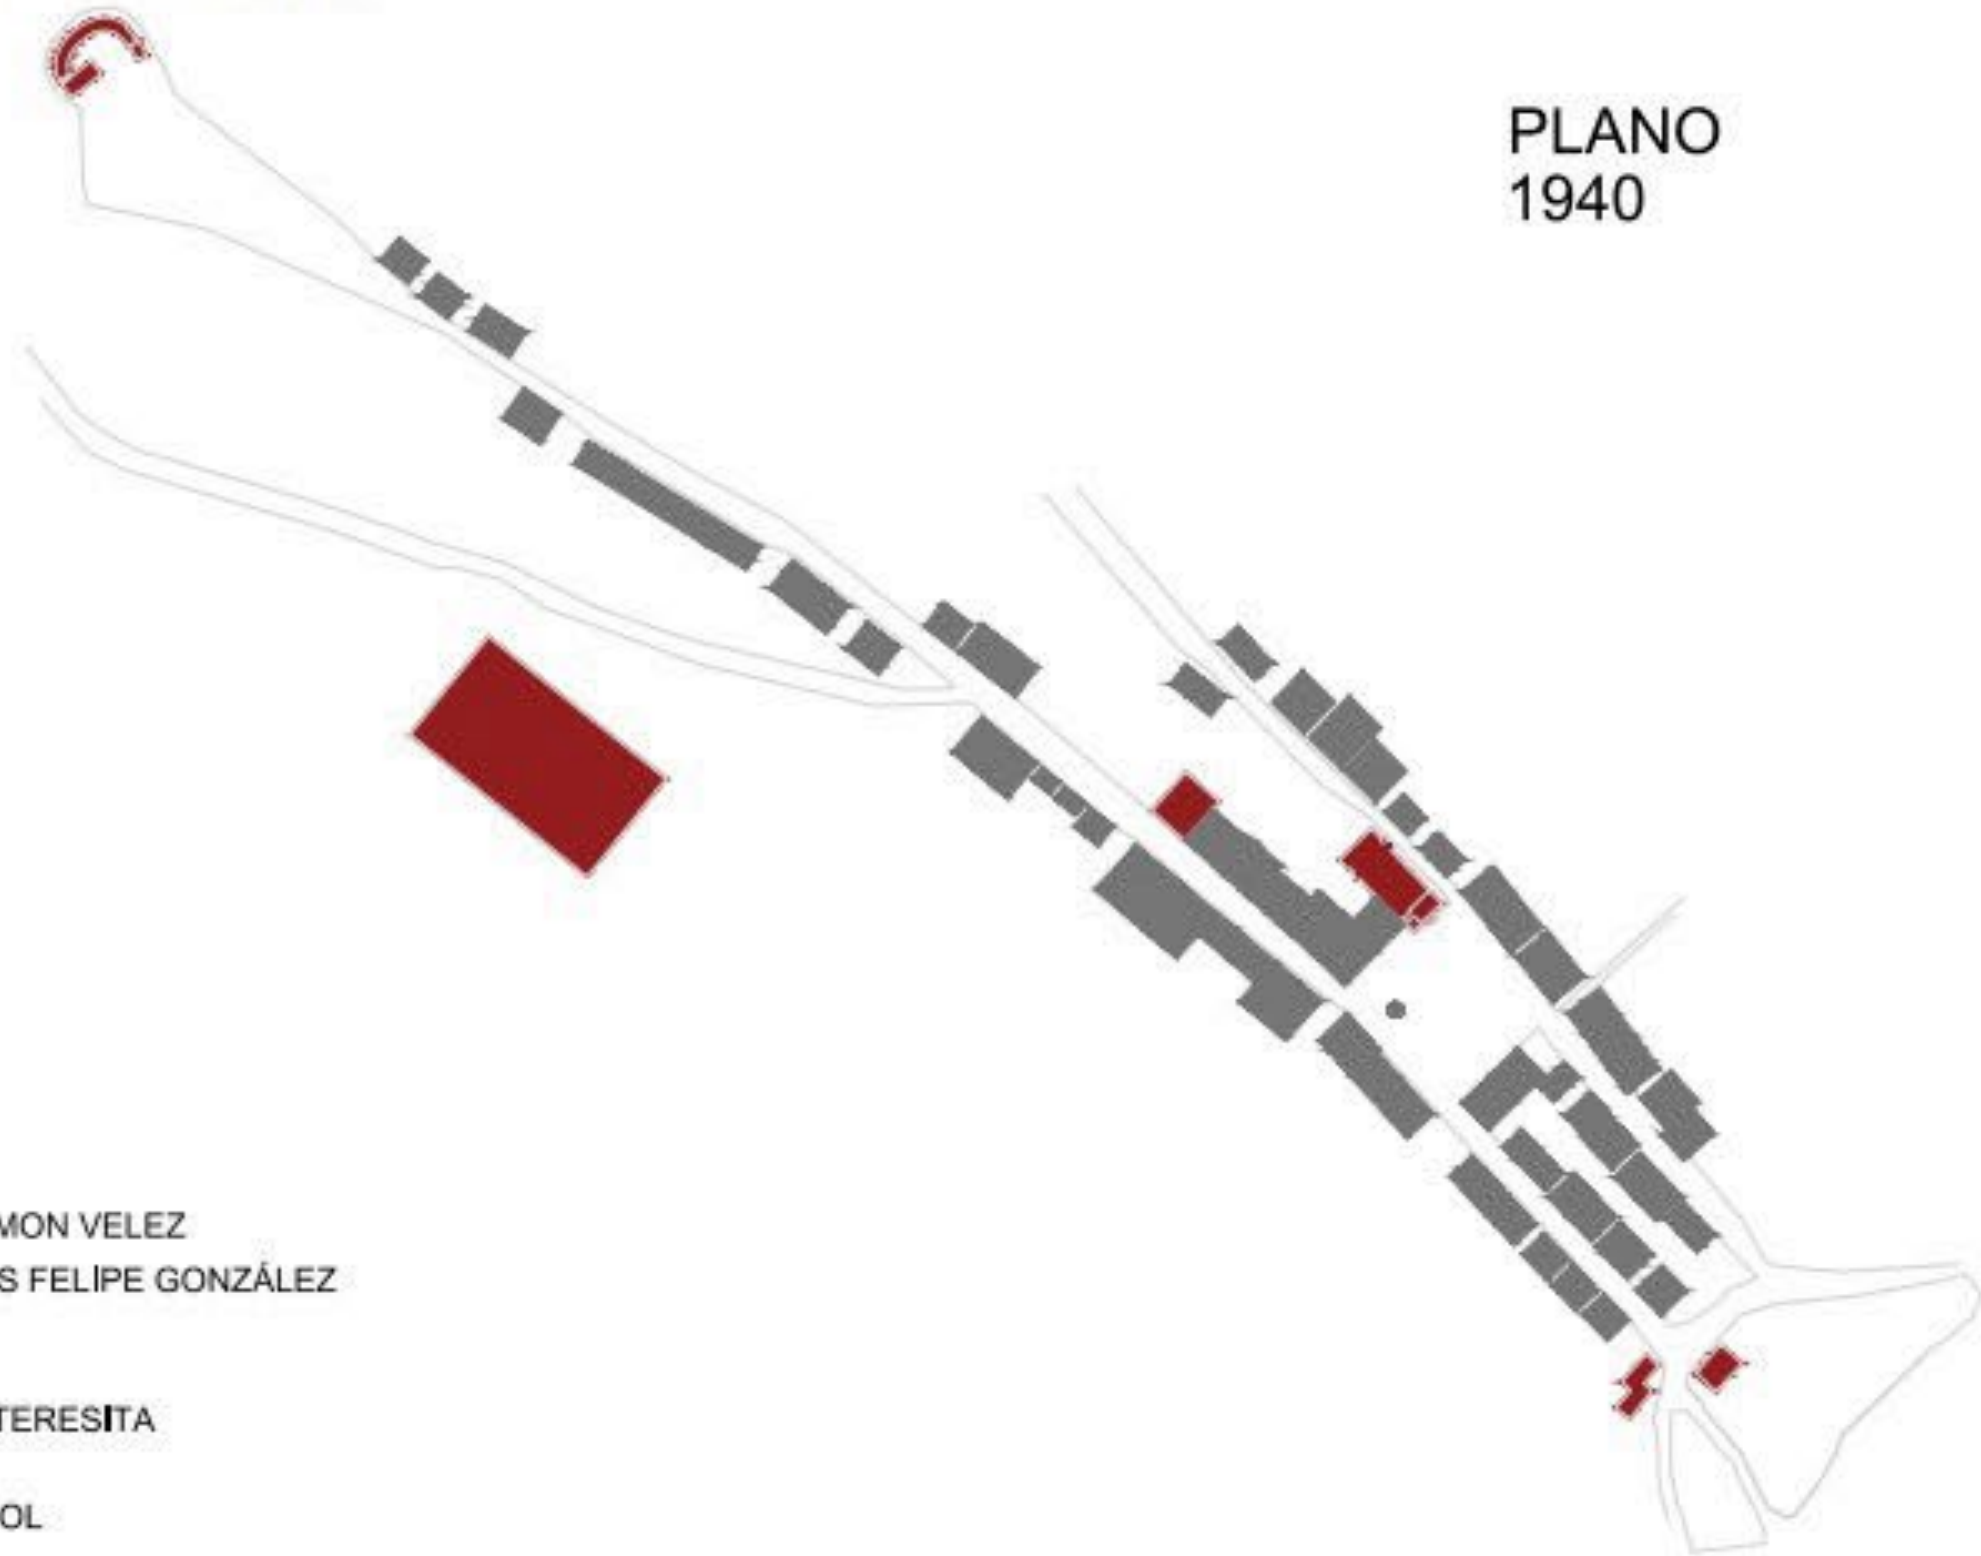 PLANO
1940
MON VELEZ
S FELIPE GONZÁLEZ
TERESITA
OL